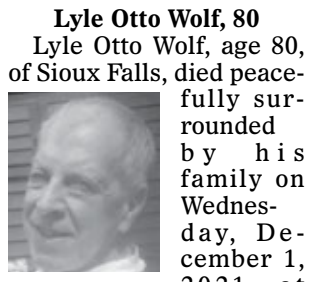 Lyle Otto Wolf, 80
Lyle Otto Wolf, age 80,
of Sioux Falls, died peace-
fully sur-
rounded
by his
family on
Wednes-
day, De-
cember 1,